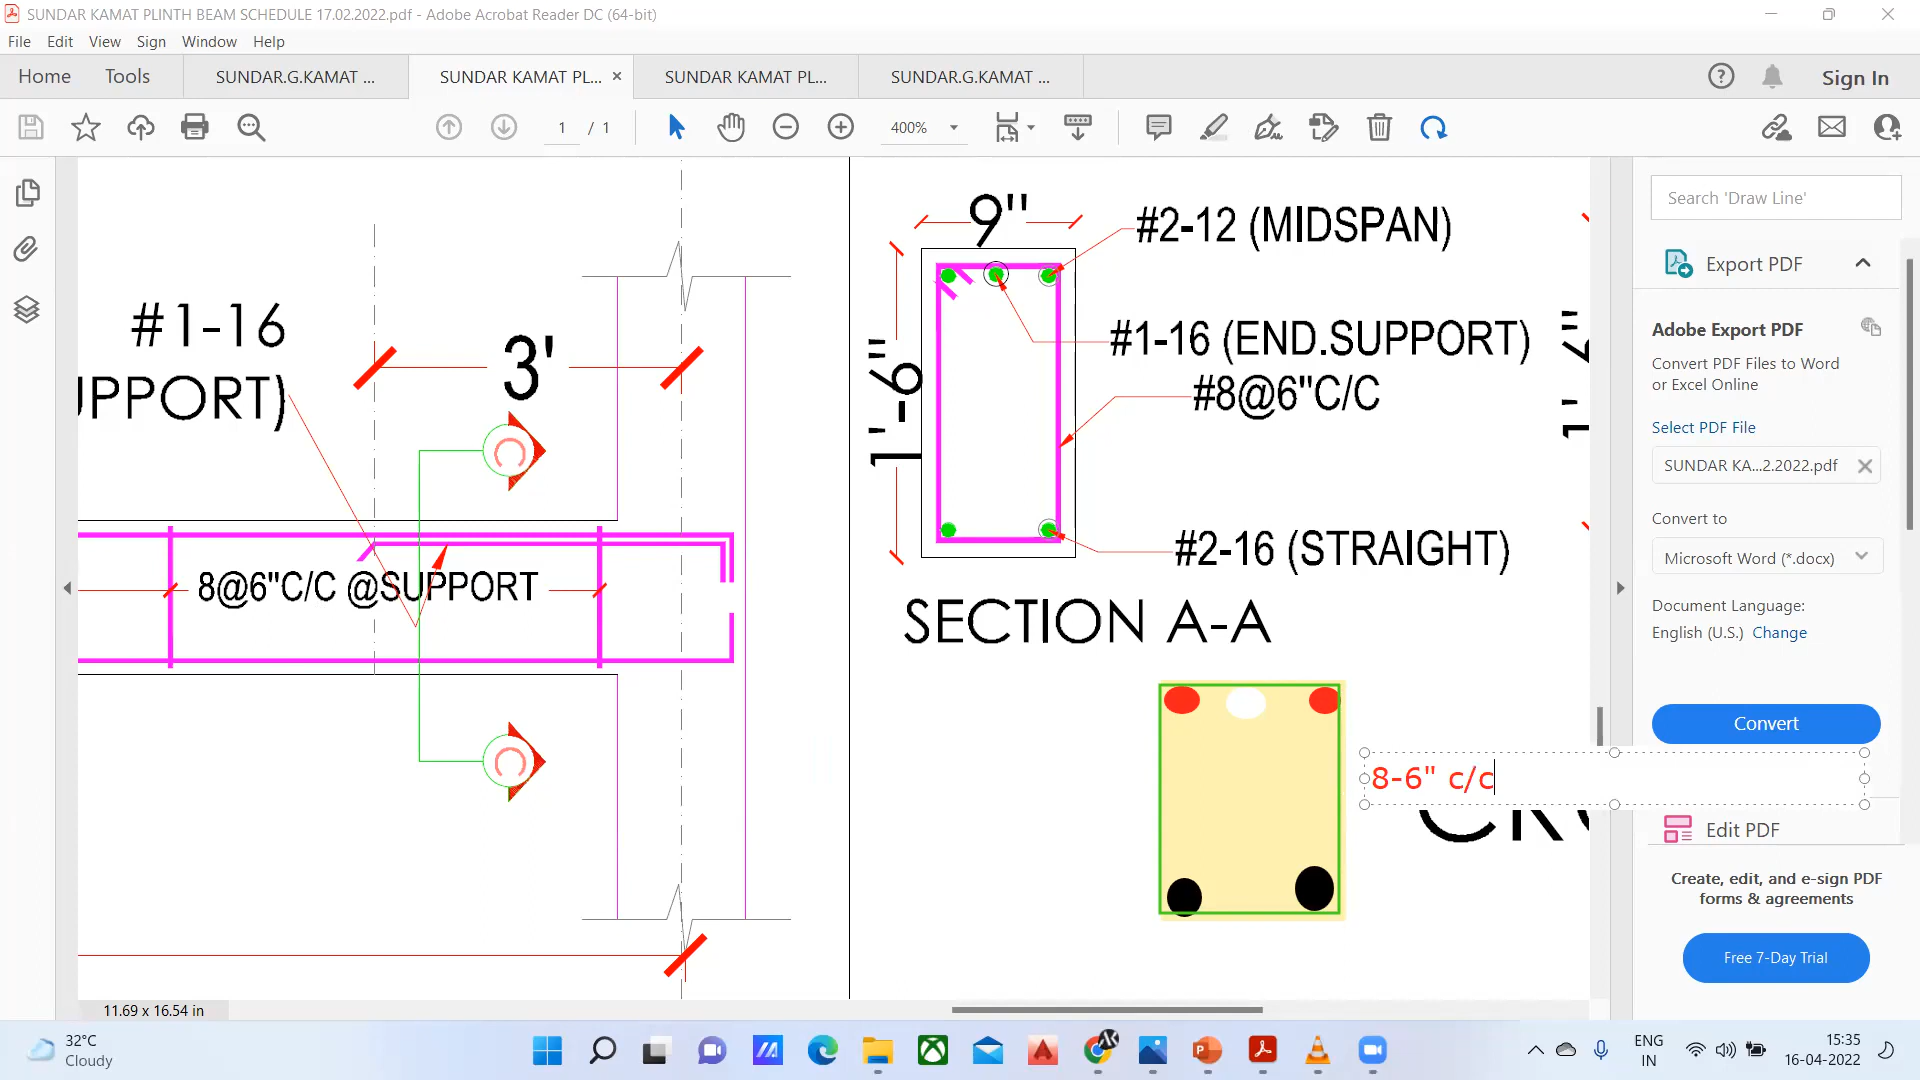 SUNDAR KAMAT PLINTH BEAM SCHEDULE 17.02.2022.pdf - Adobe Acrobat Reader DC (64-bit)
File Edit View Sign Window Help
Home Tools SUNDAR.G.KAMAT ... SUNDAR KAMAT PL... × SUNDAR KAMAT PL... SUNDAR.G.KAMAT ... Sign In
1 / 1 400%
#1-16
UPPORT)
3'
8@6"C/C @SUPPORT
9"
1'-6"
#2-12 (MIDSPAN)
#1-16 (END.SUPPORT)
#8@6"C/C
#2-16 (STRAIGHT)
SECTION A-A
8-6" c/c
11.69 x 16.54 in
Search 'Draw Line'
Export PDF
Adobe Export PDF
Convert PDF Files to Word
or Excel Online
Select PDF File
SUNDAR KA...2.2022.pdf
Convert to
Microsoft Word (*.docx)
Document Language:
English (U.S.) Change
Convert
Edit PDF
Create, edit, and e-sign PDF
forms & agreements
Free 7-Day Trial
32°C
Cloudy
ENG
IN
15:35
16-04-2022